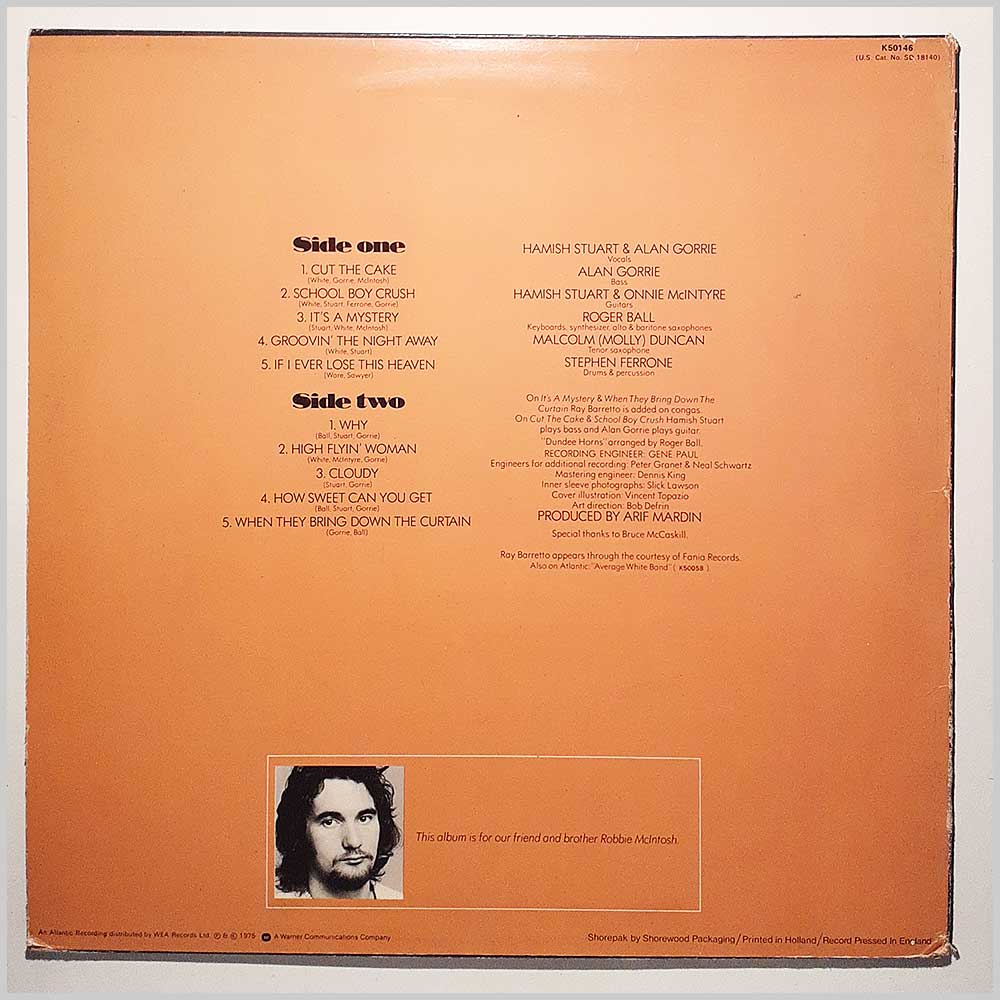 K50146
(U.S. Cat. No. SD 18140)
Side one
1. CUT THE CAKE
(White, Gorrie, McIntosh)
2. SCHOOL BOY CRUSH
(White, Stuart, Ferrone, Gorrie)
3. IT'S A MYSTERY
(Stuart, White, McIntosh)
4. GROOVIN' THE NIGHT AWAY
(White, Stuart)
5. IF I EVER LOSE THIS HEAVEN
(Ware, Sawyer)
Side two
1. WHY
(Ball, Stuart, Gorrie)
2. HIGH FLYIN' WOMAN
(White, McIntyre, Gorrie)
3. CLOUDY
(Stuart, Gorrie)
4. HOW SWEET CAN YOU GET
(Ball, Stuart, Gorrie)
5. WHEN THEY BRING DOWN THE CURTAIN
(Gorrie, Ball)
HAMISH STUART & ALAN GORRIE
Vocals
ALAN GORRIE
Bass
HAMISH STUART & ONNIE McINTYRE
Guitars
ROGER BALL
Keyboards, synthesizer, alto & baritone saxophones
MALCOLM (MOLLY) DUNCAN
Tenor saxophone
STEPHEN FERRONE
Drums & percussion
On It's A Mystery & When They Bring Down The
Curtain Ray Barretto is added on congas.
On Cut The Cake & School Boy Crush Hamish Stuart
plays bass and Alan Gorrie plays guitar.
"Dundee Horns" arranged by Roger Ball.
RECORDING ENGINEER: GENE PAUL
Engineers for additional recording: Peter Granet & Neal Schwartz
Mastering engineer: Dennis King
Inner sleeve photographs: Slick Lawson
Cover illustration: Vincent Topazio
Art direction: Bob Defrin
PRODUCED BY ARIF MARDIN
Special thanks to Bruce McCaskill.
Ray Barretto appears through the courtesy of Fania Records.
Also on Atlantic: "Average White Band" ( K50058 ).
This album is for our friend and brother Robbie McIntosh.
An Atlantic Recording distributed by WEA Records Ltd. ℗ & © 1975 A Warner Communications Company
Shorepak by Shorewood Packaging/Printed in Holland/Record Pressed In England